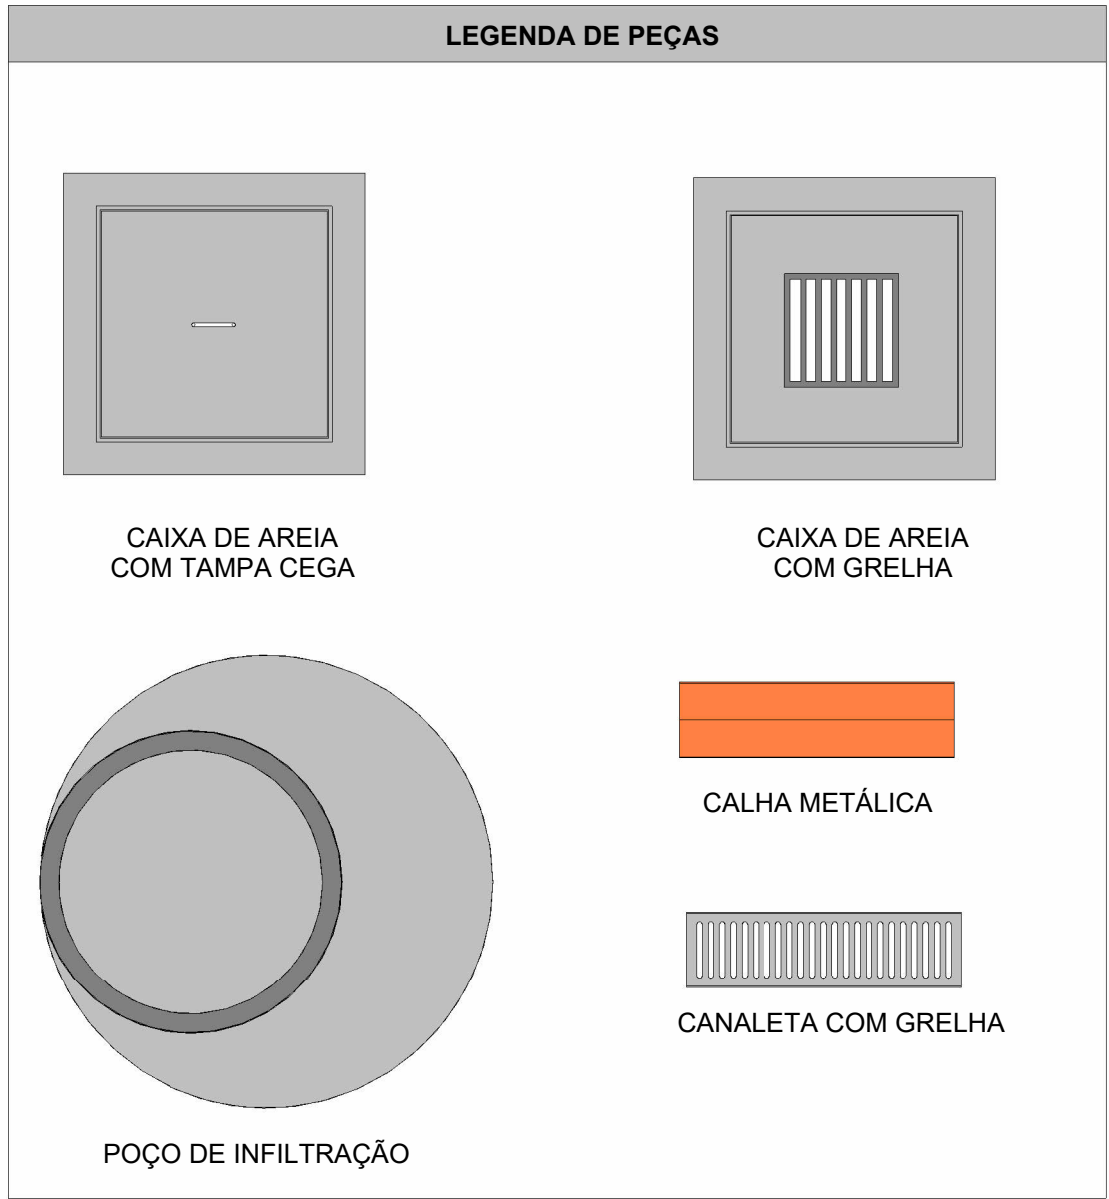 LEGENDA DE PEÇAS
CAIXA DE AREIA
COM TAMPA CEGA
CAIXA DE AREIA
COM GRELHA
CALHA METÁLICA
CANALETA COM GRELHA
POÇO DE INFILTRAÇÃO